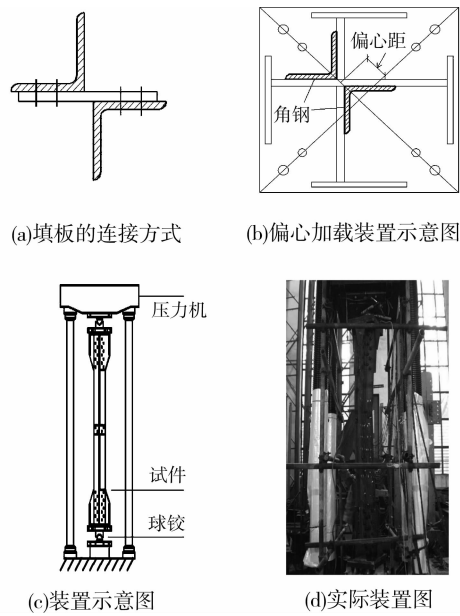 偏心距
角钢
(a)填板的连接方式
(b)偏心加载装置示意图
压力机
试件
球铰
(c)装置示意图
(d)实际装置图